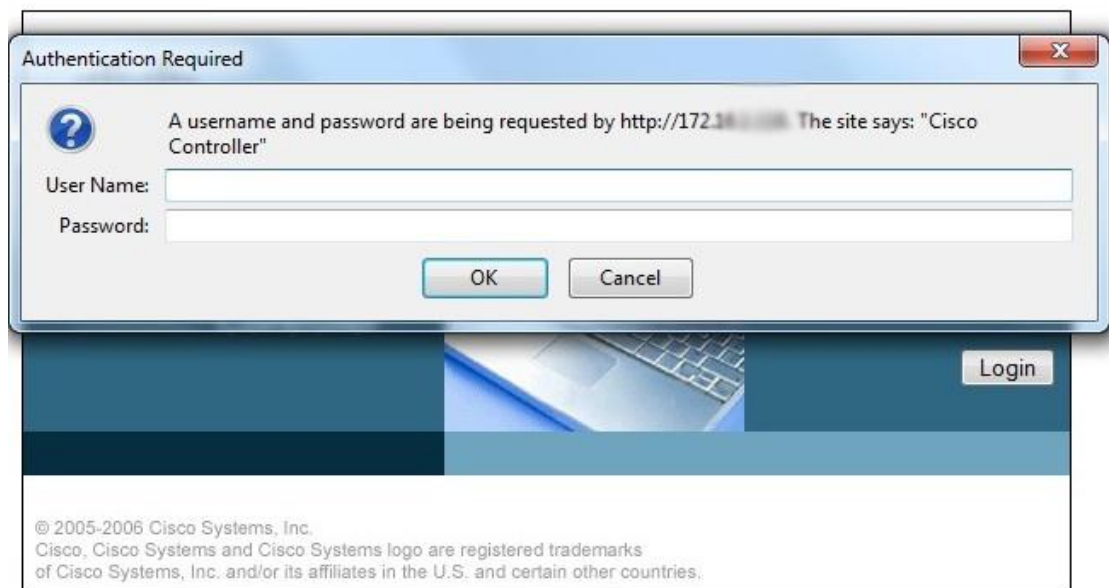 Authentication Required
A username and password are being requested by http://172. The site says: "Cisco
Controller"
User Name:
Password:
OK
Cancel
Login
© 2005-2006 Cisco Systems, Inc.
Cisco, Cisco Systems and Cisco Systems logo are registered trademarks
of Cisco Systems, Inc. and/or its affiliates in the U.S. and certain other countries.